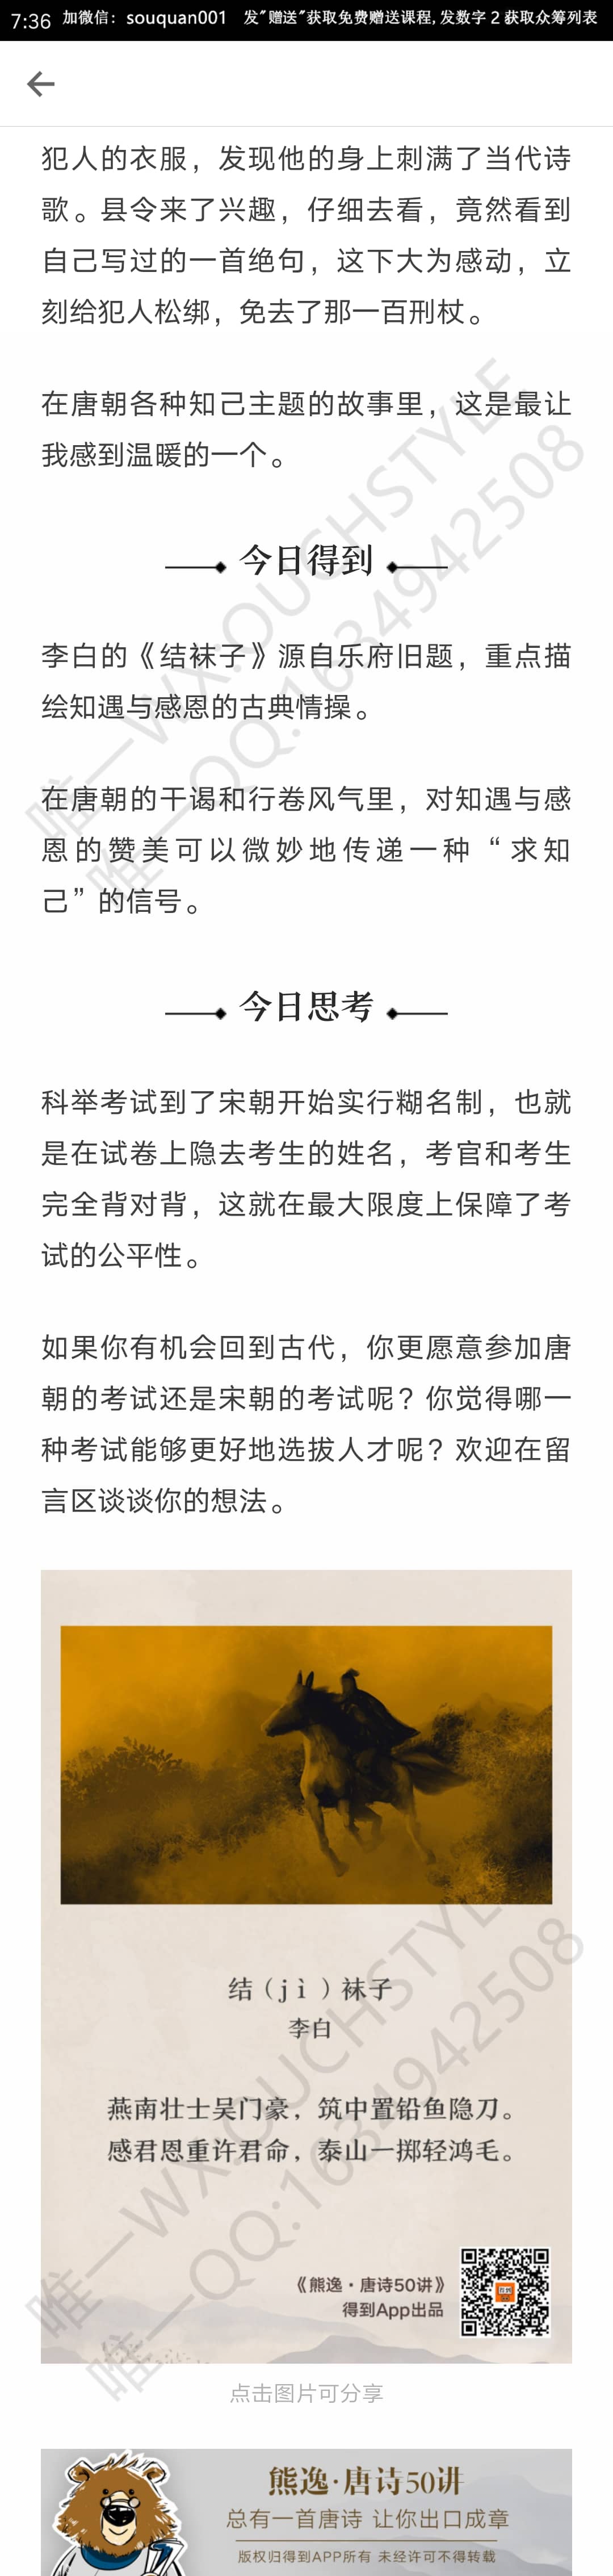 7:36 加微信：souquan001 发"赠送"获取免费赠送课程，发数字 2 获取众筹列表
犯人的衣服，发现他的身上刺满了当代诗
歌。县令来了兴趣，仔细去看，竟然看到
自己写过的一首绝句，这下大为感动，立
刻给犯人松绑，免去了那一百刑杖。
在唐朝各种知己主题的故事里，这是最让
我感到温暖的一个。
今日得到
李白的《结袜子》源自乐府旧题，重点描
绘知遇与感恩的古典情操。
在唐朝的干谒和行卷风气里，对知遇与感
恩的赞美可以微妙地传递一种“求知
己”的信号。
唯一WX:OUCHSTYLE
唯一QQ:1634942508
今日思考
科举考试到了宋朝开始实行糊名制，也就
是在试卷上隐去考生的姓名，考官和考生
完全背对背，这就在最大限度上保障了考
试的公平性。
如果你有机会回到古代，你更愿意参加唐
朝的考试还是宋朝的考试呢？你觉得哪一
种考试能够更好地选拔人才呢？欢迎在留
言区谈谈你的想法。
结（jì）袜子
李白
燕南壮士吴门豪，筑中置铅鱼隐刀。
感君恩重许君命，泰山一掷轻鸿毛。
唯一WX:OUCHSTYLE
唯一QQ:1634942508
《熊逸·唐诗50讲》
得到App出品
点击图片可分享
熊逸·唐诗50讲
总有一首唐诗 让你出口成章
版权归得到APP所有 未经许可不得转载